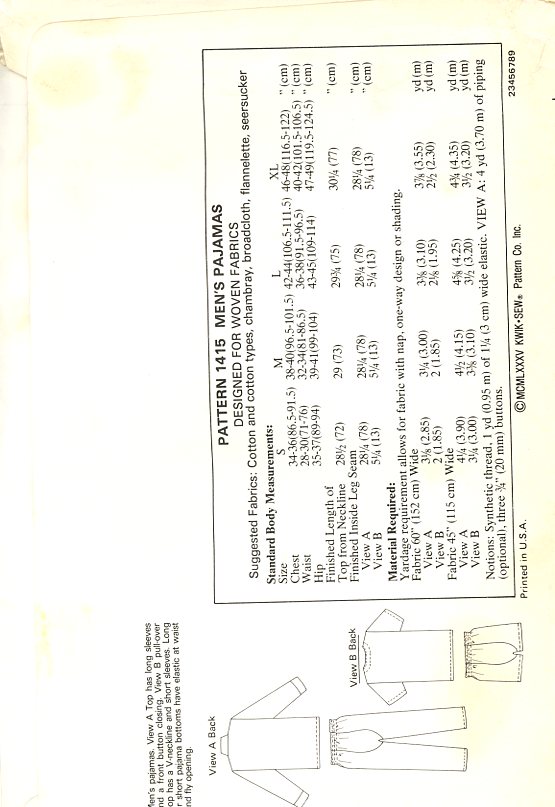 Men's pajamas. View A Top has long sleeves
and a front button closing. View B pull-over
top has a V-neckline and short sleeves. Long
or short pajama bottoms have elastic at waist
and fly opening.
View A Back
View B Back
PATTERN 1415 MEN'S PAJAMAS
DESIGNED FOR WOVEN FABRICS
Suggested Fabrics: Cotton and cotton types, chambray, broadcloth, flannelette, seersucker
Standard Body Measurements:
Size S M L XL
Chest 34-36(86.5-91.5) 38-40(96.5-101.5) 42-44(106.5-111.5) 46-48(116.5-122) " (cm)
Waist 28-30(71-76) 32-34(81-86.5) 36-38(91.5-96.5) 40-42(101.5-106.5) " (cm)
Hip 35-37(89-94) 39-41(99-104) 43-45(109-114) 47-49(119.5-124.5) " (cm)
Finished Length of
Top from Neckline 28½ (72) 29 (73) 29¾ (75) 30¼ (77) " (cm)
Finished Inside Leg Seam
View A 28¼ (78) 28¼ (78) 28¼ (78) 28¼ (78) " (cm)
View B 5¼ (13) 5¼ (13) 5¼ (13) 5¼ (13) " (cm)
Material Required:
Yardage requirement allows for fabric with nap, one-way design or shading.
Fabric 60" (152 cm) Wide
View A 3⅛ (2.85) 3¼ (3.00) 3⅜ (3.10) 3⅞ (3.55) yd (m)
View B 2 (1.85) 2 (1.85) 2⅛ (1.95) 2½ (2.30) yd (m)
Fabric 45" (115 cm) Wide
View A 4¼ (3.90) 4½ (4.15) 4⅝ (4.25) 4¾ (4.35) yd (m)
View B 3¼ (3.00) 3⅜ (3.10) 3½ (3.20) 3½ (3.20) yd (m)
Notions: Synthetic thread, 1 yd (0.95 m) of 1¼ (3 cm) wide elastic. VIEW A: 4 yd (3.70 m) of piping
(optional), three ¾" (20 mm) buttons.
Printed in U.S.A.
© MCMLXXXV KWIK•SEW® Pattern Co. Inc.
23456789